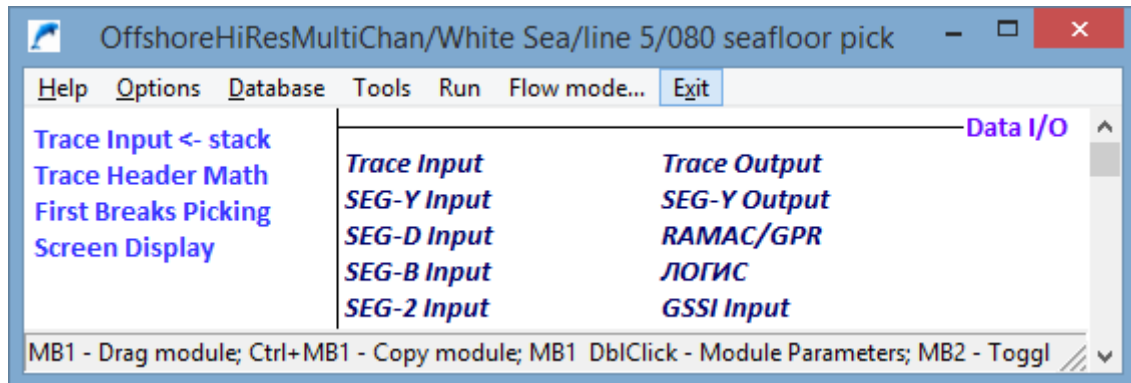 OffshoreHiResMultiChan/White Sea/line 5/080 seafloor pick
Help Options Database Tools Run Flow mode... Exit
Trace Input <- stack
Trace Header Math
First Breaks Picking
Screen Display
Data I/O
Trace Input Trace Output
SEG-Y Input SEG-Y Output
SEG-D Input RAMAC/GPR
SEG-B Input ЛОГИС
SEG-2 Input GSSI Input
MB1 - Drag module; Ctrl+MB1 - Copy module; MB1 DblClick - Module Parameters; MB2 - Toggl